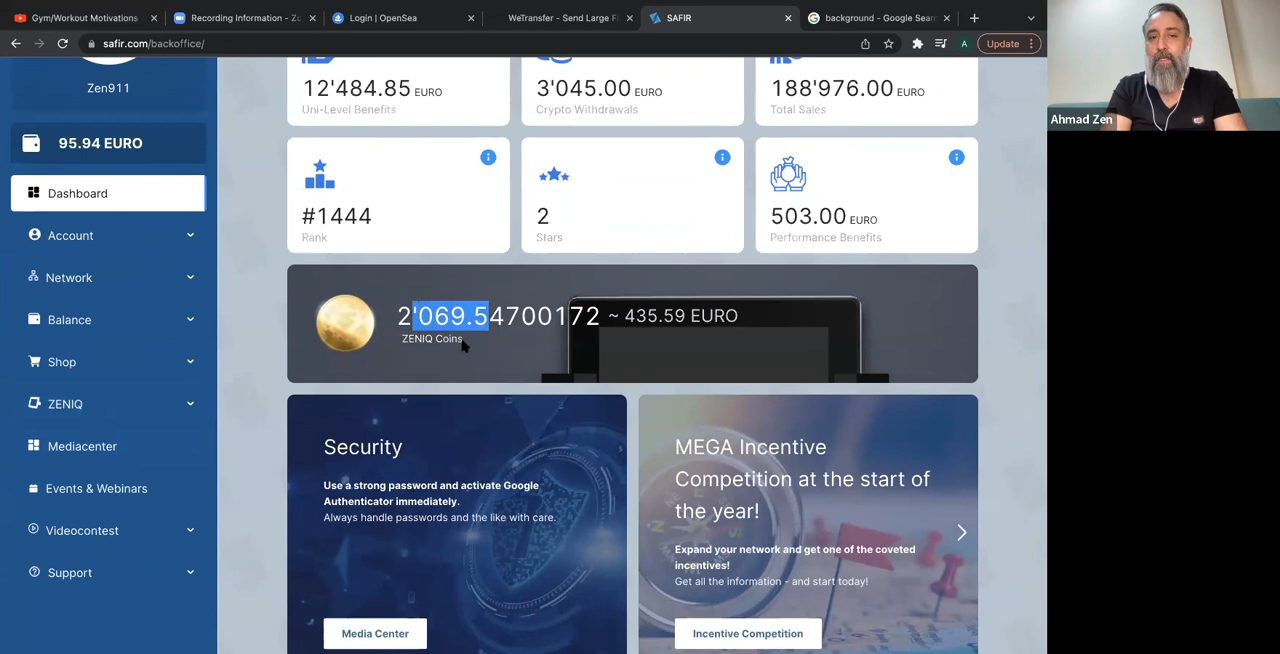 Gym/Workout Motivations
Recording Information - Zo
Login | OpenSea
WeTransfer - Send Large Fi
SAFIR
background - Google Searc
safir.com/backoffice/
A
Update
Zen911
95.94 EURO
Dashboard
Account
Network
Balance
Shop
ZENIQ
Mediacenter
Events & Webinars
Videocontest
Support
12'484.85 EURO
Uni-Level Benefits
3'045.00 EURO
Crypto Withdrawals
188'976.00 EURO
Total Sales
#1444
Rank
2
Stars
503.00 EURO
Performance Benefits
2'069.54700172 ~ 435.59 EURO
ZENIQ Coins
Security
Use a strong password and activate Google
Authenticator immediately.
Always handle passwords and the like with care.
Media Center
MEGA Incentive
Competition at the start of
the year!
Expand your network and get one of the coveted
incentives!
Get all the information - and start today!
Incentive Competition
Ahmad Zen